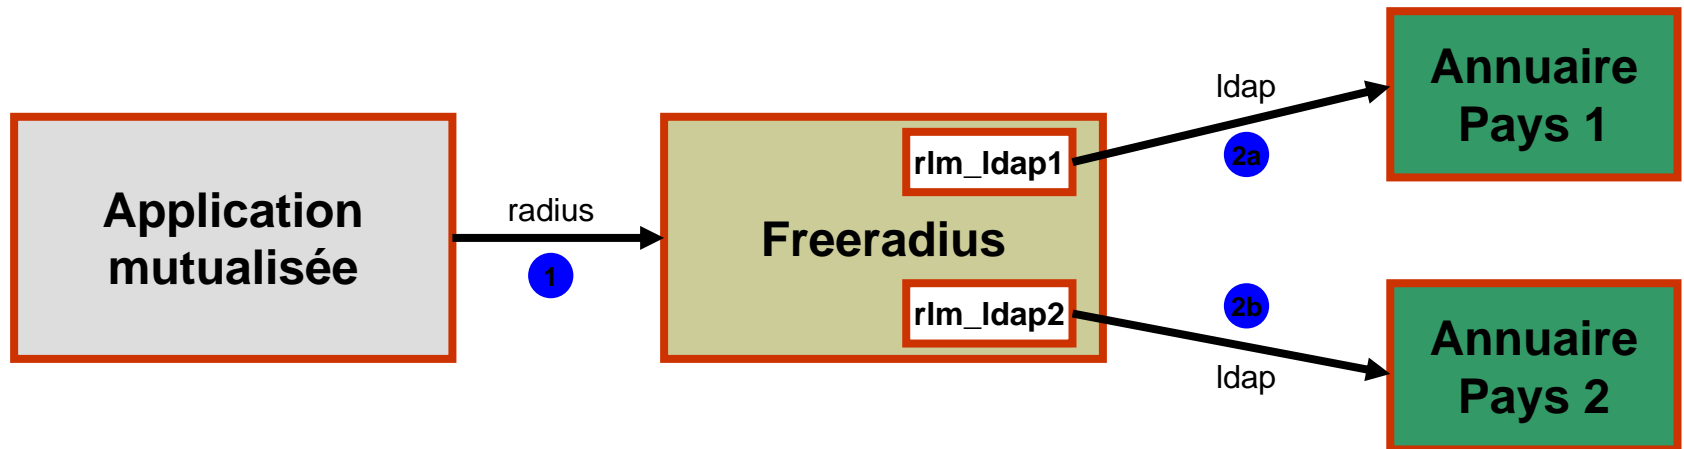 Application
mutualisée
radius
1
Freeradius
rlm_ldap1
rlm_ldap2
ldap
2a
2b
ldap
Annuaire
Pays 1
Annuaire
Pays 2